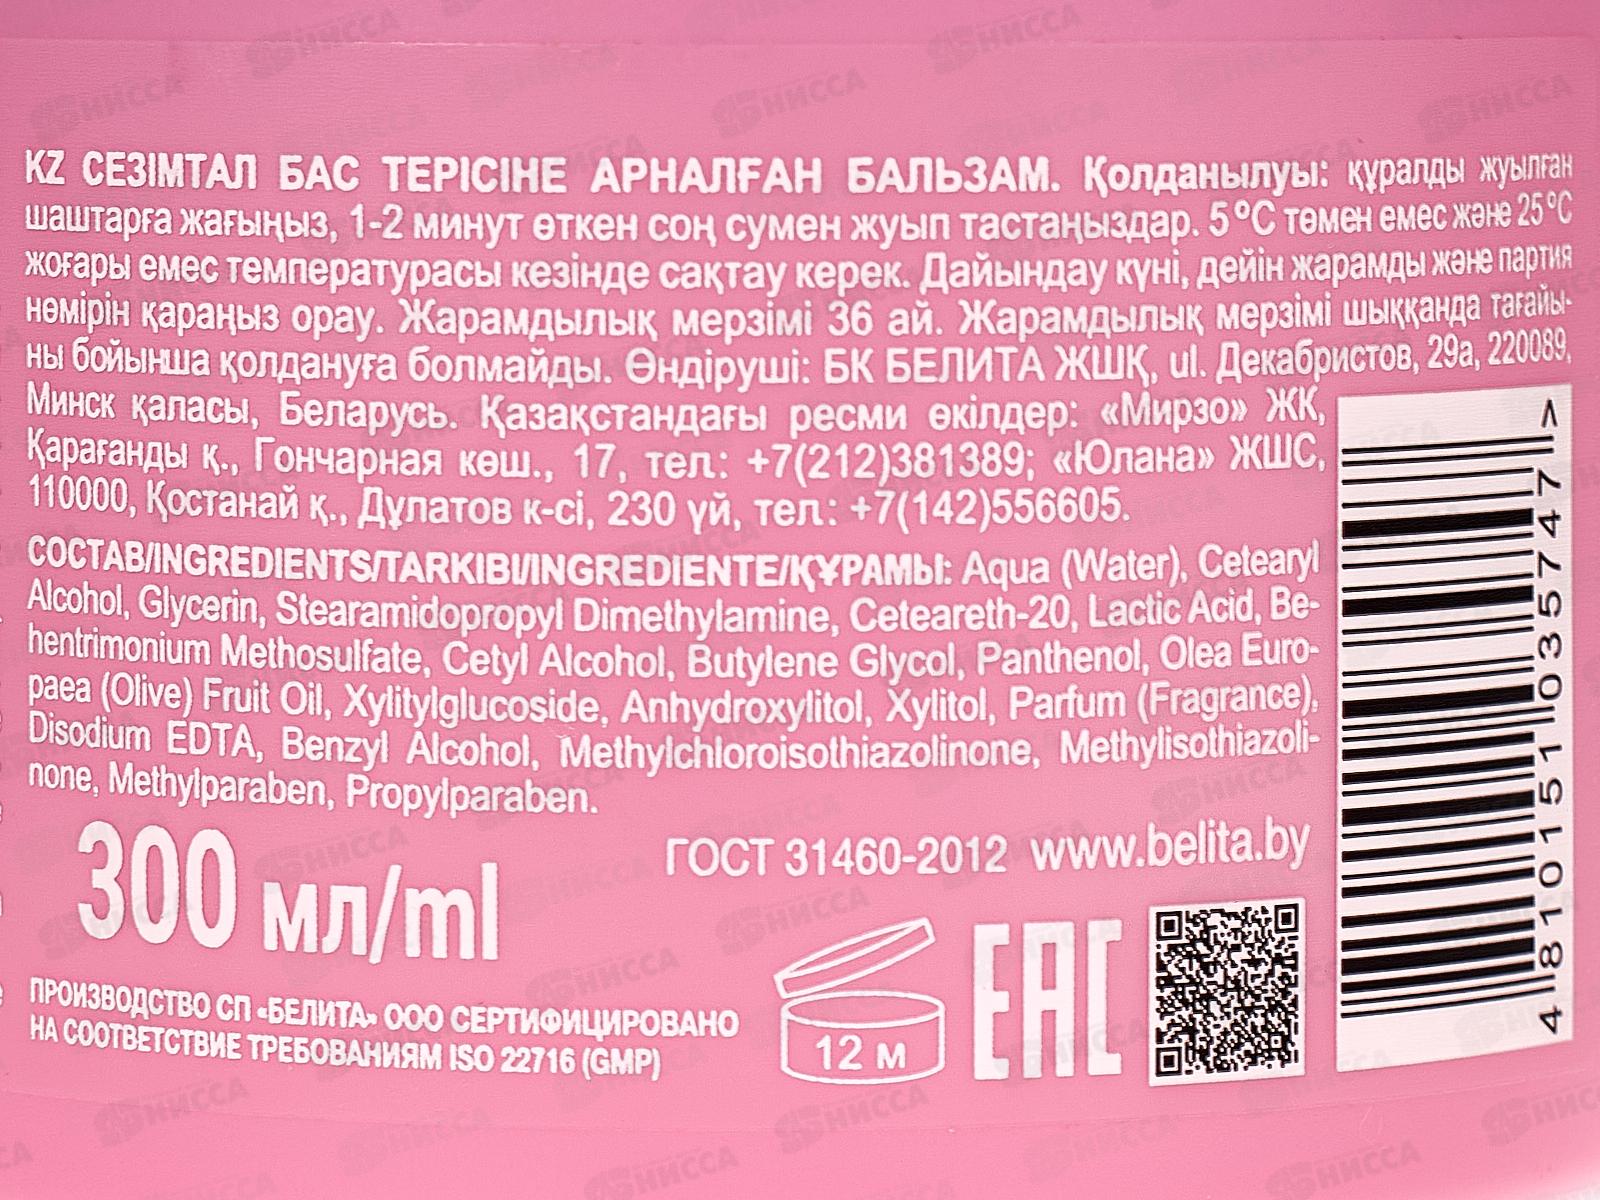 KZ СЕЗІМТАЛ БАС ТЕРІСІНЕ АРНАЛҒАН БАЛЬЗАМ. Қолданылуы: құралды жуылған
шаштарға жағыңыз, 1-2 минут өткен соң сумен жуып тастаңыздар. 5 °С төмен емес және 25 °С
жоғары емес температурасы кезінде сақтау керек. Дайындау күні, дейін жарамды және партия
нөмірін қараңыз орау. Жарамдылық мерзімі 36 ай. Жарамдылық мерзімі шыққанда тағайы-
ны бойынша қолдануға болмайды. Өндіруші: БК БЕЛИТА ЖШҚ, ul. Декабристов, 29а, 220089,
Минск қаласы, Беларусь. Қазақстандағы ресми өкілдер: «Мирзо» ЖК,
Қарағанды қ., Гончарная көш., 17, тел: +7(212)381389; «Юлана» ЖШС,
110000, Қостанай қ., Дұлатов к-сі, 230 үй, тел.: +7(142)556605.
СОСТАВ/INGREDIENTS/TARKIBI/INGREDIENTE/ҚҰРАМЫ: Aqua (Water), Cetearyl
Alcohol, Glycerin, Stearamidopropyl Dimethylamine, Ceteareth-20, Lactic Acid, Be-
hentrimonium Methosulfate, Cetyl Alcohol, Butylene Glycol, Panthenol, Olea Euro-
paea (Olive) Fruit Oil, Xylitylglucoside, Anhydroxylitol, Xylitol, Parfum (Fragrance),
Disodium EDTA, Benzyl Alcohol, Methylchloroisothiazolinone, Methylisothiazoli-
none, Methylparaben, Propylparaben.
300 мл/ml
ГОСТ 31460-2012 www.belita.by
ПРОИЗВОДСТВО СП «БЕЛИТА» ООО СЕРТИФИЦИРОВАНО
НА СООТВЕТСТВИЕ ТРЕБОВАНИЯМ ISO 22716 (GMP)
12 м
EAC
4 810151 035747 >